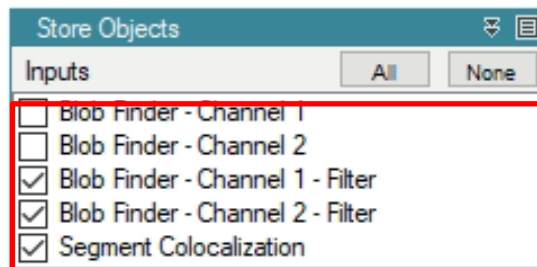 Store Objects
Inputs All None
Blob Finder - Channel 1
Blob Finder - Channel 2
Blob Finder - Channel 1 - Filter
Blob Finder - Channel 2 - Filter
Segment Colocalization